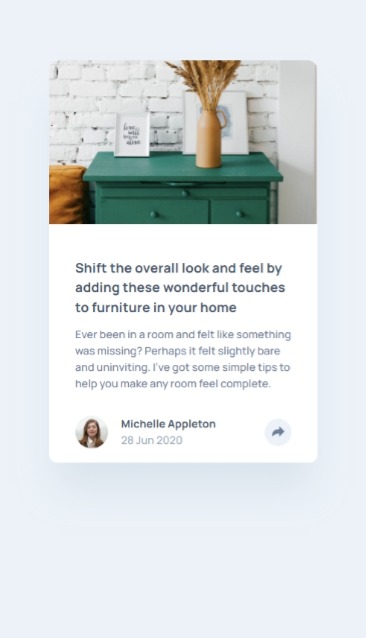 Shift the overall look and feel by
adding these wonderful touches
to furniture in your home
Ever been in a room and felt like something
was missing? Perhaps it felt slightly bare
and uninviting. I've got some simple tips to
help you make any room feel complete.
Michelle Appleton
28 Jun 2020